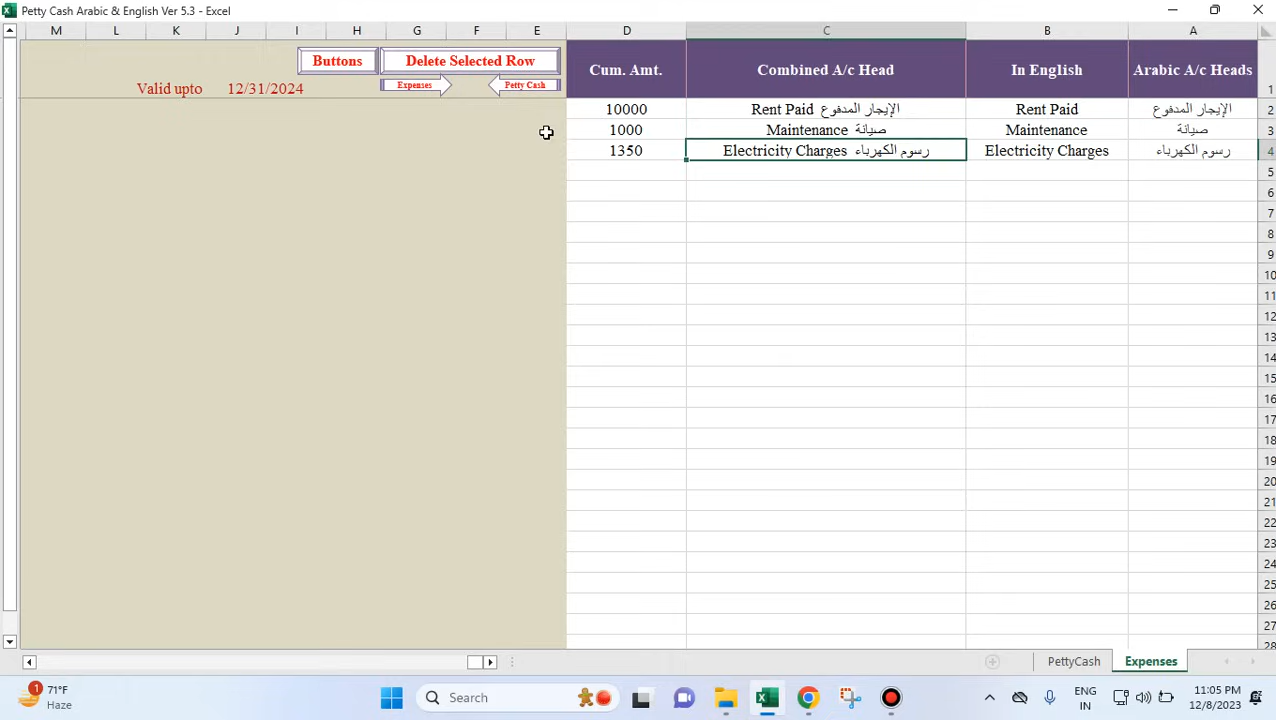 Petty Cash Arabic & English Ver 5.3 - Excel
M L K J I H G F E D C B A
Buttons Delete Selected Row
Expenses Petty Cash
Valid upto 12/31/2024
Cum. Amt. Combined A/c Head In English Arabic A/c Heads 1
10000 Rent Paid الإيجار المدفوع Rent Paid الإيجار المدفوع 2
1000 Maintenance صيانة Maintenance صيانة 3
1350 Electricity Charges رسوم الكهرباء Electricity Charges رسوم الكهرباء 4
5
6
7
8
9
10
11
12
13
14
15
16
17
18
19
20
21
22
23
24
25
26
27
28
PettyCash Expenses
1 71°F
Haze
Search
ENG
IN
11:05 PM
12/8/2023